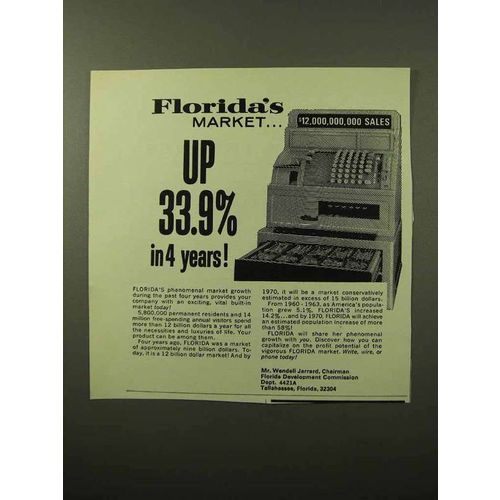 Florida's
MARKET...
$12,000,000,000 SALES
UP
33.9%
in 4 years!
FLORIDA'S phenomenal market growth
during the past four years provides your
company with an exciting, vital built-in
market today!
5,800,000 permanent residents and 14
million free-spending annual visitors spend
more than 12 billion dollars a year for all
the necessities and luxuries of life. Your
product can be among them.
Four years ago, FLORIDA was a market
of approximately nine billion dollars. To-
day, it is a 12 billion dollar market! And by
1970, it will be a market conservatively
estimated in excess of 15 billion dollars.
From 1960 - 1963, as America's popula-
tion grew 5.1%, FLORIDA'S increased
14.2%... and by 1970, FLORIDA will achieve
an estimated population increase of more
than 58%!
FLORIDA will share her phenomenal
growth with you. Discover how you can
capitalize on the profit potential of the
vigorous FLORIDA market. Write, wire, or
phone today!
Mr. Wendell Jarrard, Chairman
Florida Development Commission
Dept. 4421A
Tallahassee, Florida, 32304